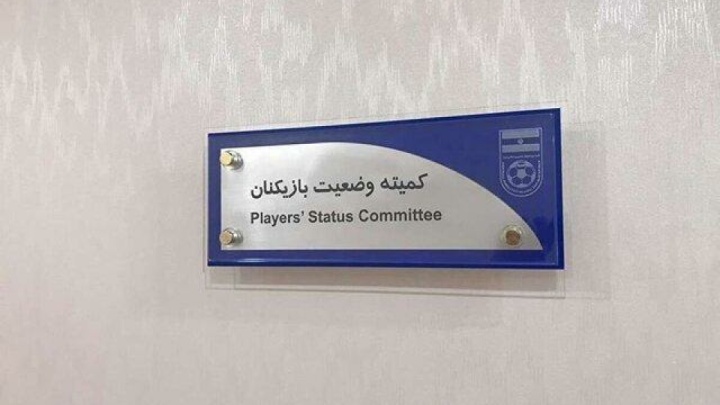 کمیته وضعیت بازیکنان
Players' Status Committee